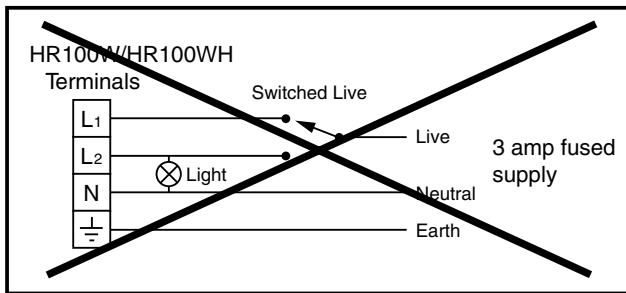 HR100W/HR100WH
Terminals
Switched Live
L1
Live
L2
3 amp fused
supply
Light
N
Neutral
Earth